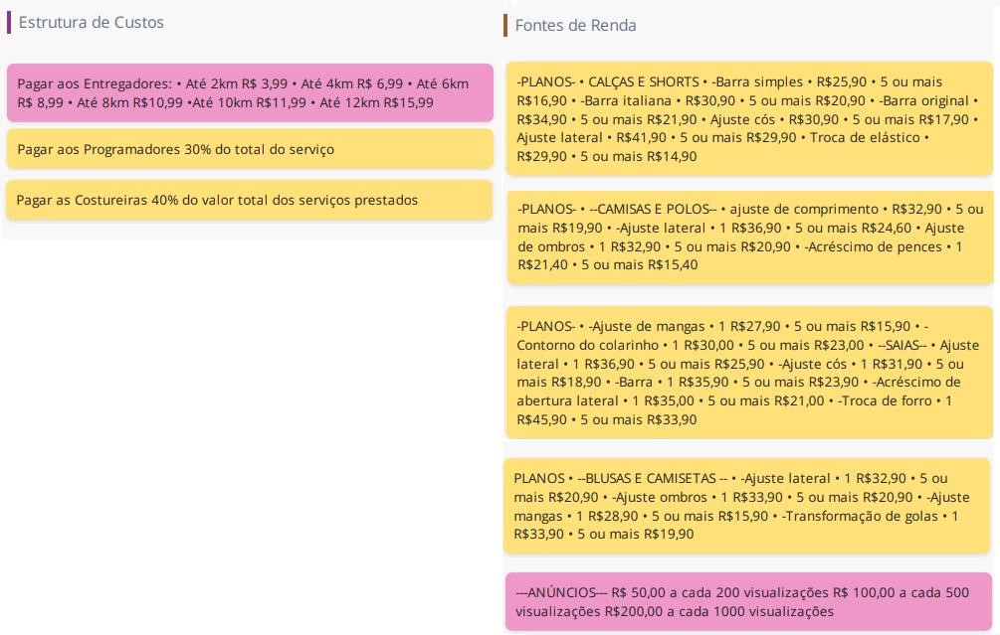 Estrutura de Custos
Pagar aos Entregadores: • Até 2km R$ 3,99 • Até 4km R$ 6,99 • Até 6km
R$ 8,99 • Até 8km R$10,99 •Até 10km R$11,99 • Até 12km R$15,99
Pagar aos Programadores 30% do total do serviço
Pagar as Costureiras 40% do valor total dos serviços prestados
Fontes de Renda
-PLANOS- • CALÇAS E SHORTS • -Barra simples • R$25,90 • 5 ou mais
R$16,90 • -Barra italiana • R$30,90 • 5 ou mais R$20,90 • -Barra original •
R$34,90 • 5 ou mais R$21,90 • Ajuste cós • R$30,90 • 5 ou mais R$17,90 •
Ajuste lateral • R$41,90 • 5 ou mais R$29,90 • Troca de elástico •
R$29,90 • 5 ou mais R$14,90
-PLANOS- • --CAMISAS E POLOS-- • ajuste de comprimento • R$32,90 • 5 ou
mais R$19,90 • -Ajuste lateral • 1 R$36,90 • 5 ou mais R$24,60 • Ajuste
de ombros • 1 R$32,90 • 5 ou mais R$20,90 • -Acréscimo de pences • 1
R$21,40 • 5 ou mais R$15,40
-PLANOS- • -Ajuste de mangas • 1 R$27,90 • 5 ou mais R$15,90 • -
Contorno do colarinho • 1 R$30,00 • 5 ou mais R$23,00 • --SAIAS-- • Ajuste
lateral • 1 R$36,90 • 5 ou mais R$25,90 • -Ajuste cós • 1 R$31,90 • 5 ou
mais R$18,90 • -Barra • 1 R$35,90 • 5 ou mais R$23,90 • -Acréscimo de
abertura lateral • 1 R$35,00 • 5 ou mais R$21,00 • -Troca de forro • 1
R$45,90 • 5 ou mais R$33,90
PLANOS • --BLUSAS E CAMISETAS -- • -Ajuste lateral • 1 R$32,90 • 5 ou
mais R$20,90 • -Ajuste ombros • 1 R$33,90 • 5 ou mais R$20,90 • -Ajuste
mangas • 1 R$28,90 • 5 ou mais R$15,90 • -Transformação de golas • 1
R$33,90 • 5 ou mais R$19,90
---ANÚNCIOS--- R$ 50,00 a cada 200 visualizações R$ 100,00 a cada 500
visualizações R$200,00 a cada 1000 visualizações